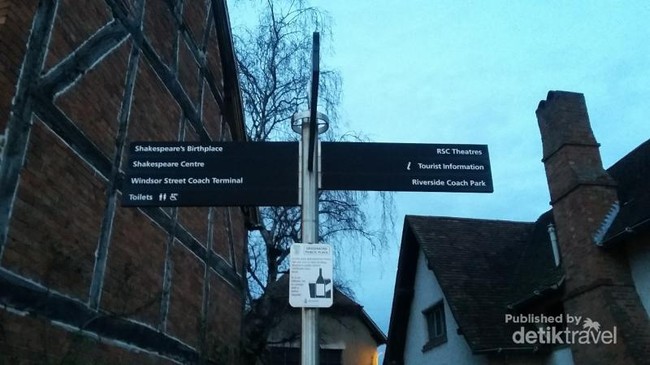 Shakespeare's Birthplace
Shakespeare Centre
Windsor Street Coach Terminal
Toilets
RSC Theatres
i Tourist Information
Riverside Coach Park
Published by
detiktravel